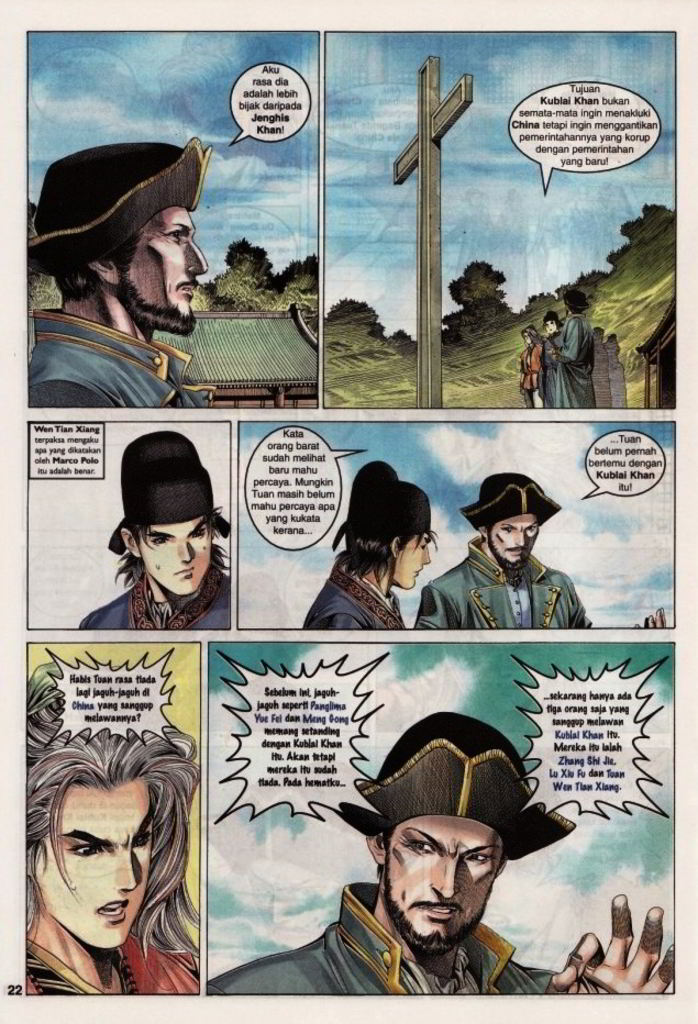 Aku
rasa dia
adalah lebih
bijak daripada
Jenghis
Khan!
Tujuan
Kublai Khan bukan
semata-mata ingin menakluki
China tetapi ingin menggantikan
pemerintahannya yang korup
dengan pemerintahan
yang baru!
Wen Tian Xiang
terpaksa mengaku
apa yang dikatakan
oleh Marco Polo
itu adalah benar.
Kata
orang barat
sudah melihat
baru mahu
percaya. Mungkin
Tuan masih belum
mahu percaya apa
yang kukata
kerana...
...Tuan
belum pernah
bertemu dengan
Kublai Khan
itu!
Habis Tuan rasa tiada
lagi jaguh-jaguh di
China yang sanggup
melawannya?
Sebelum ini, jaguh-
jaguh seperti Panglima
Yue Fei dan Meng Gong
memang setanding
dengan Kublai Khan
itu. Akan tetapi
mereka itu sudah
tiada. Pada hematku...
...sekarang hanya ada
tiga orang saja yang
sanggup melawan
Kublai Khan itu.
Mereka itu ialah
Zhang Shi Jie,
Lu Xiu Fu dan Tuan
Wen Tian Xiang.
22